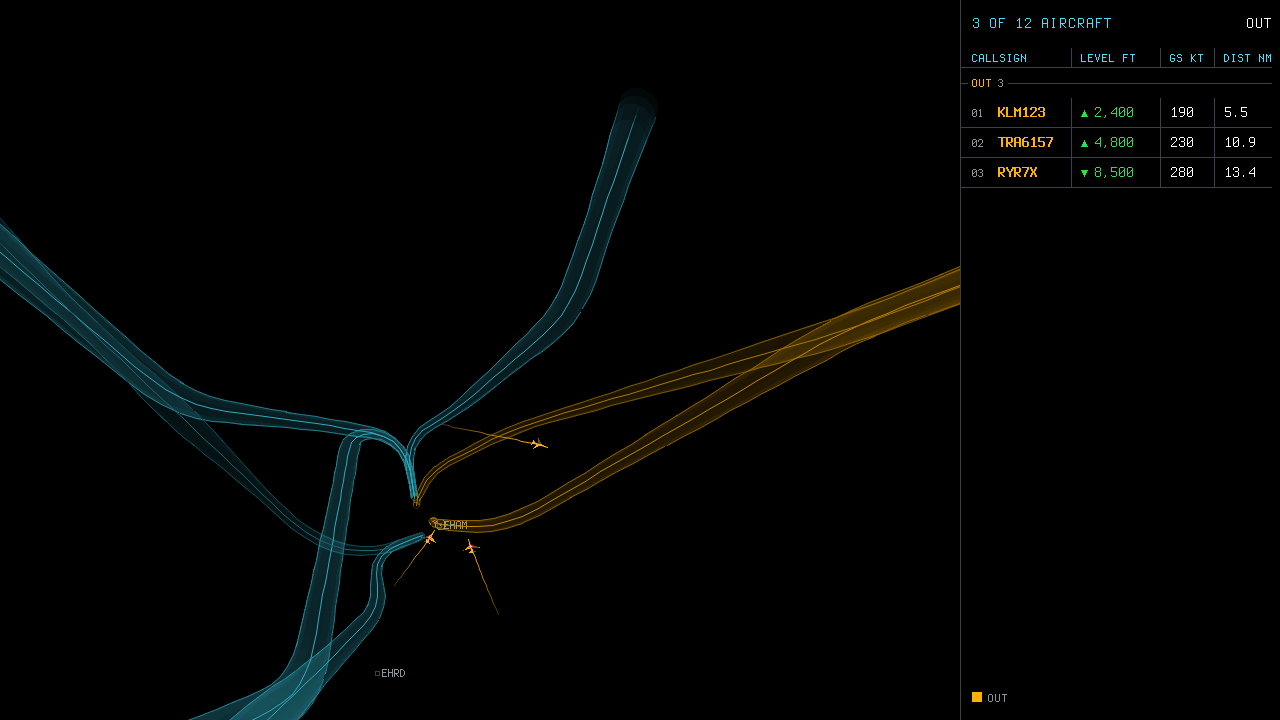 3 OF 12 AIRCRAFT OUT
CALLSIGN LEVEL FT GS KT DIST NM
OUT 3
01 KLM123 ▲ 2,400 190 5.5
02 TRA6157 ▲ 4,800 230 10.9
03 RYR7X ▼ 8,500 280 13.4
EHAM
EHRD
OUT